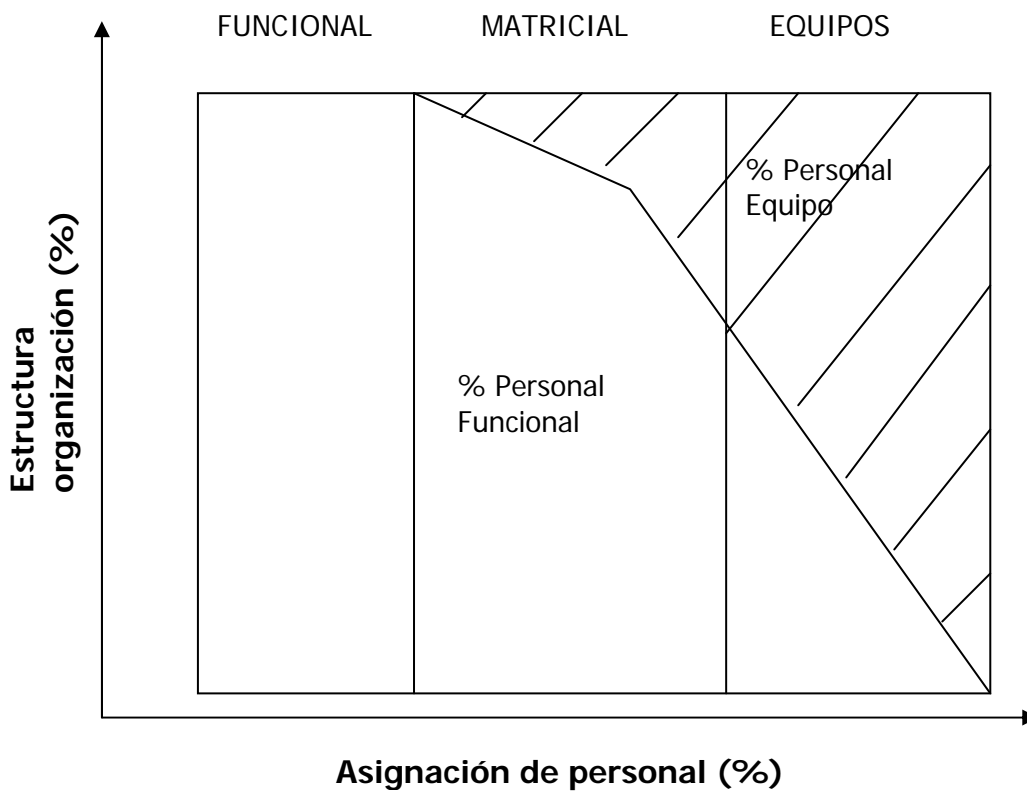 FUNCIONAL MATRICIAL EQUIPOS
% Personal
Equipo
% Personal
Funcional
Estructura
organización (%)
Asignación de personal (%)